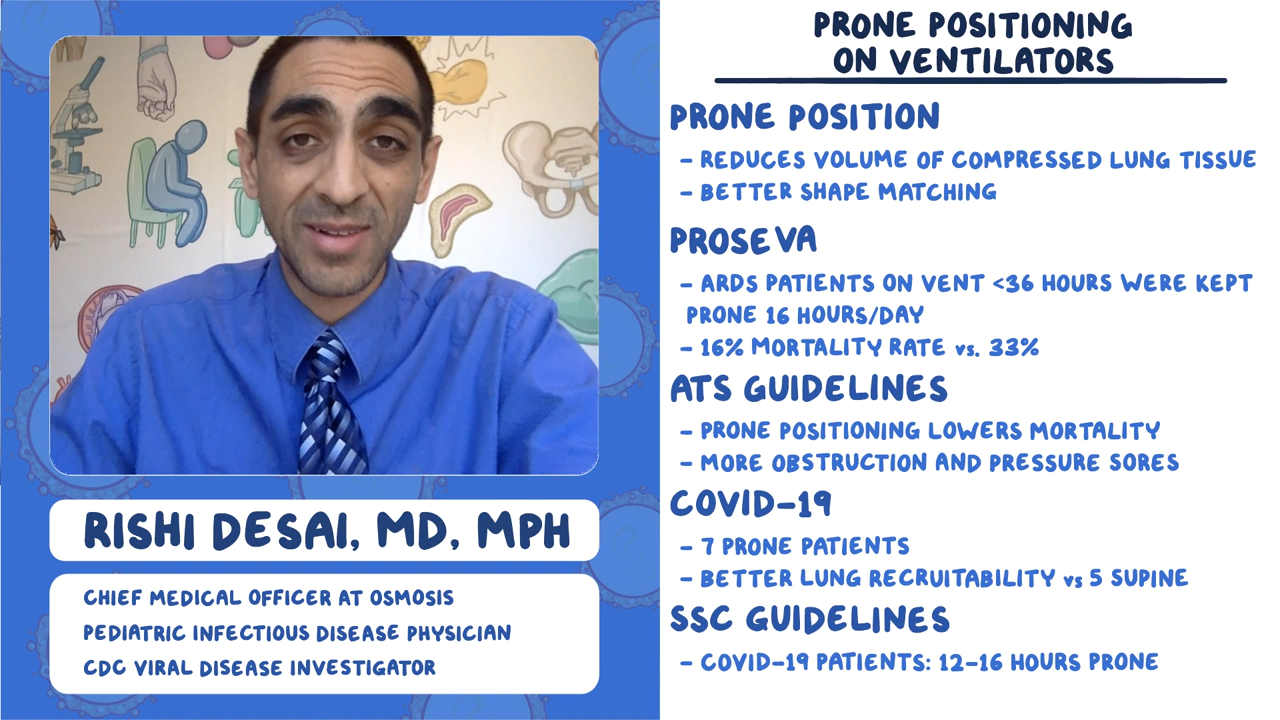 PRONE POSITIONING
ON VENTILATORS
PRONE POSITION
- REDUCES VOLUME OF COMPRESSED LUNG TISSUE
- BETTER SHAPE MATCHING
PROSEVA
- ARDS PATIENTS ON VENT <36 HOURS WERE KEPT
PRONE 16 HOURS/DAY
- 16% MORTALITY RATE vs. 33%
ATS GUIDELINES
- PRONE POSITIONING LOWERS MORTALITY
- MORE OBSTRUCTION AND PRESSURE SORES
COVID-19
- 7 PRONE PATIENTS
- BETTER LUNG RECRUITABILITY vs 5 SUPINE
SSC GUIDELINES
- COVID-19 PATIENTS: 12-16 HOURS PRONE
RISHI DESAI, MD, MPH
CHIEF MEDICAL OFFICER AT OSMOSIS
PEDIATRIC INFECTIOUS DISEASE PHYSICIAN
CDC VIRAL DISEASE INVESTIGATOR